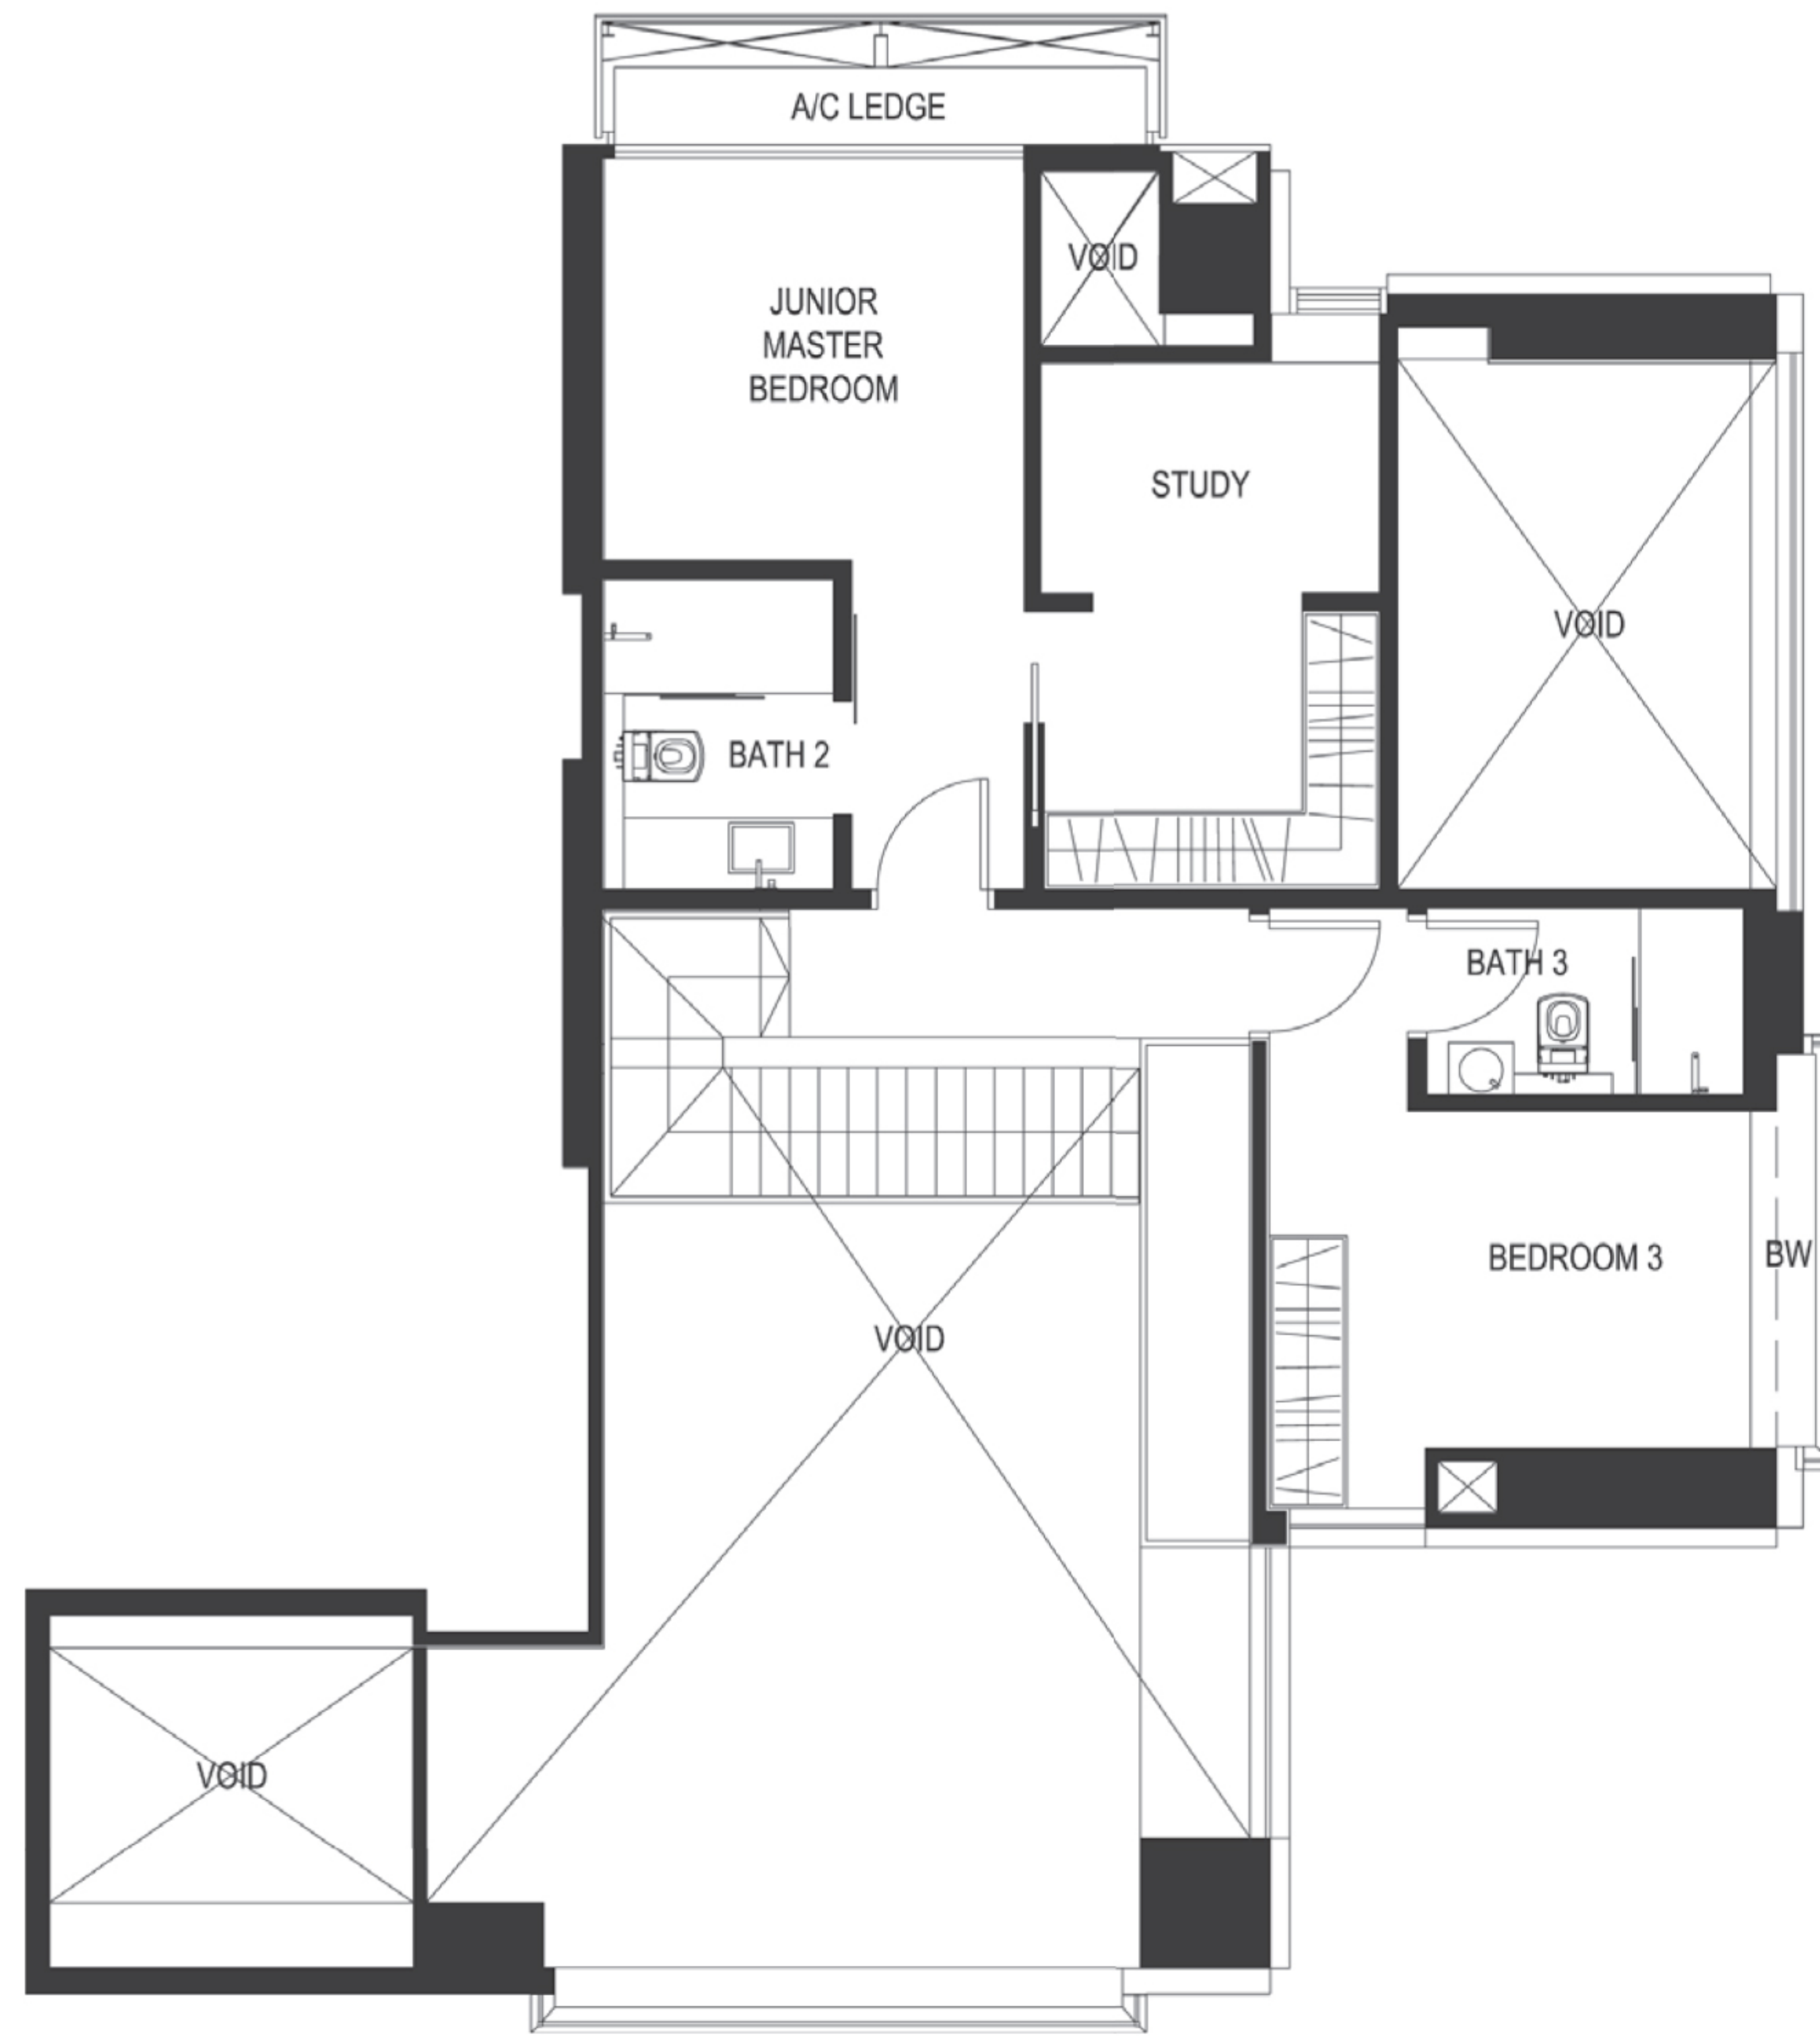 A/C LEDGE
VOID
JUNIOR
MASTER
BEDROOM
STUDY
VOID
BATH 2
BATH 3
BEDROOM 3
BW
VOID
VOID